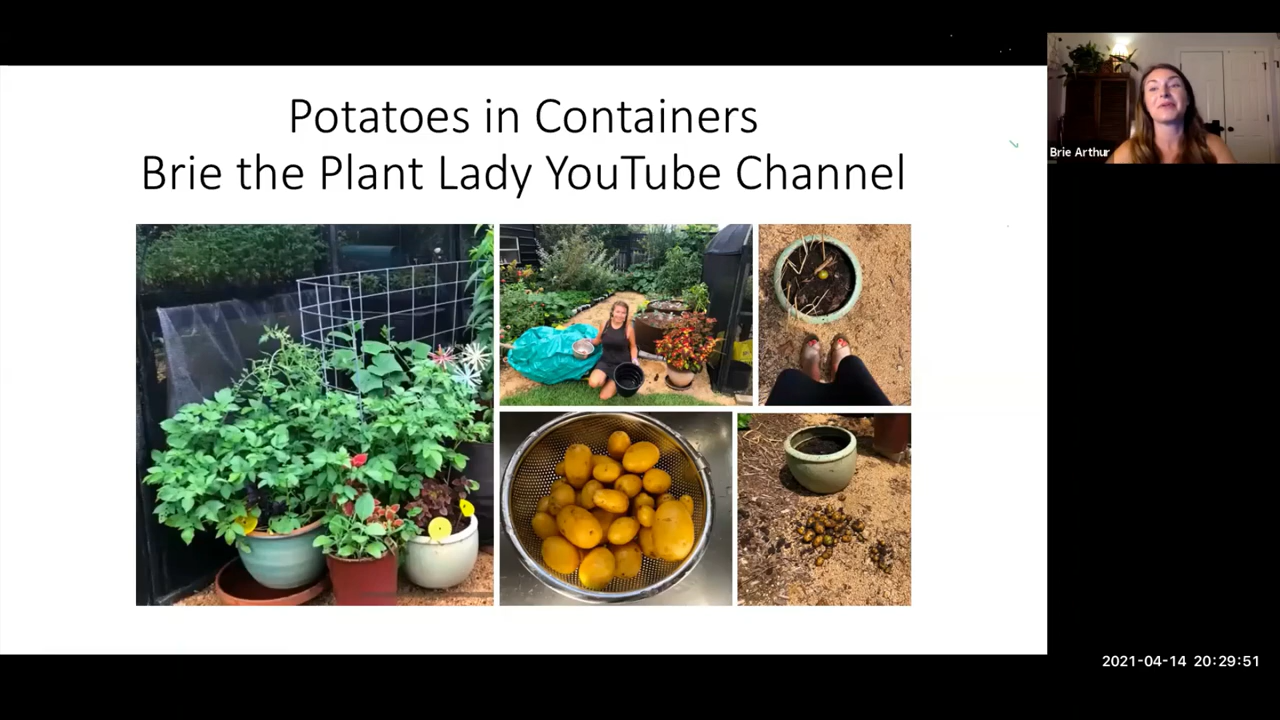 Potatoes in Containers
Brie the Plant Lady YouTube Channel
Brie Arthur
2021-04-14 20:29:51